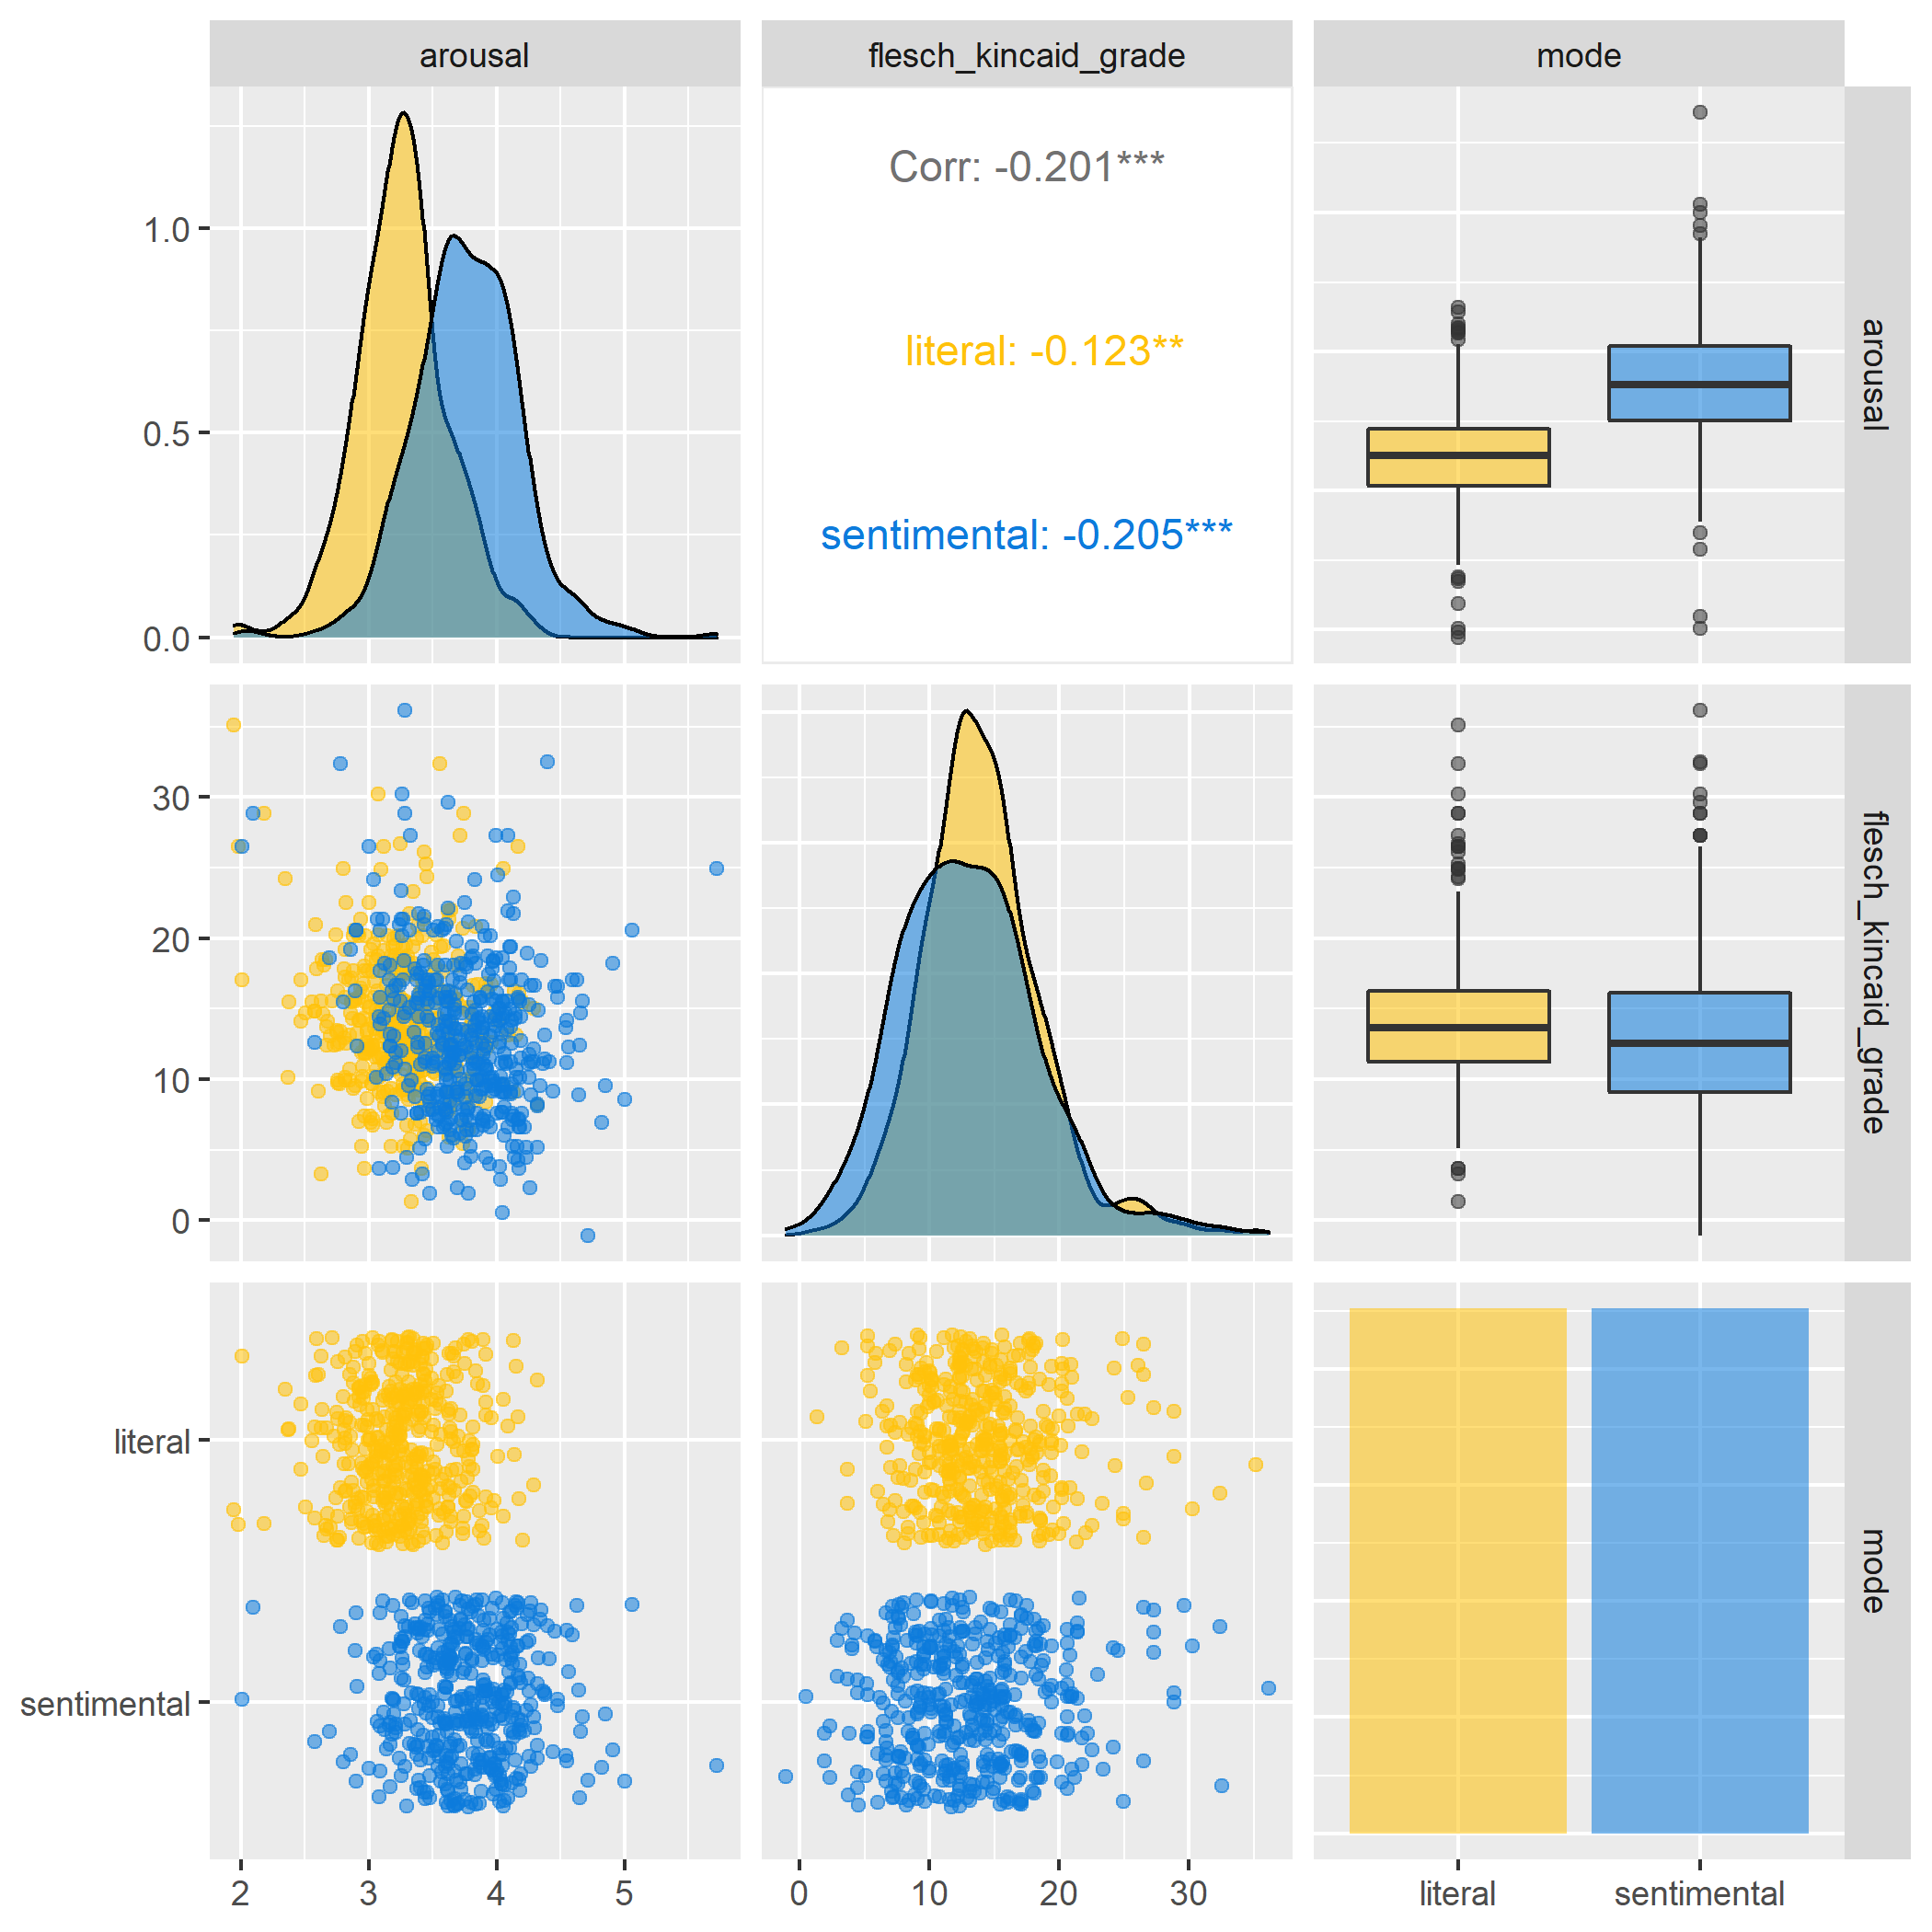 arousal
flesch_kincaid_grade
mode
1.0
0.5
0.0
Corr: -0.201***
literal: -0.123**
sentimental: -0.205***
arousal
30
20
10
0
flesch_kincaid_grade
literal
sentimental
mode
2 3 4 5
0 10 20 30
literal sentimental